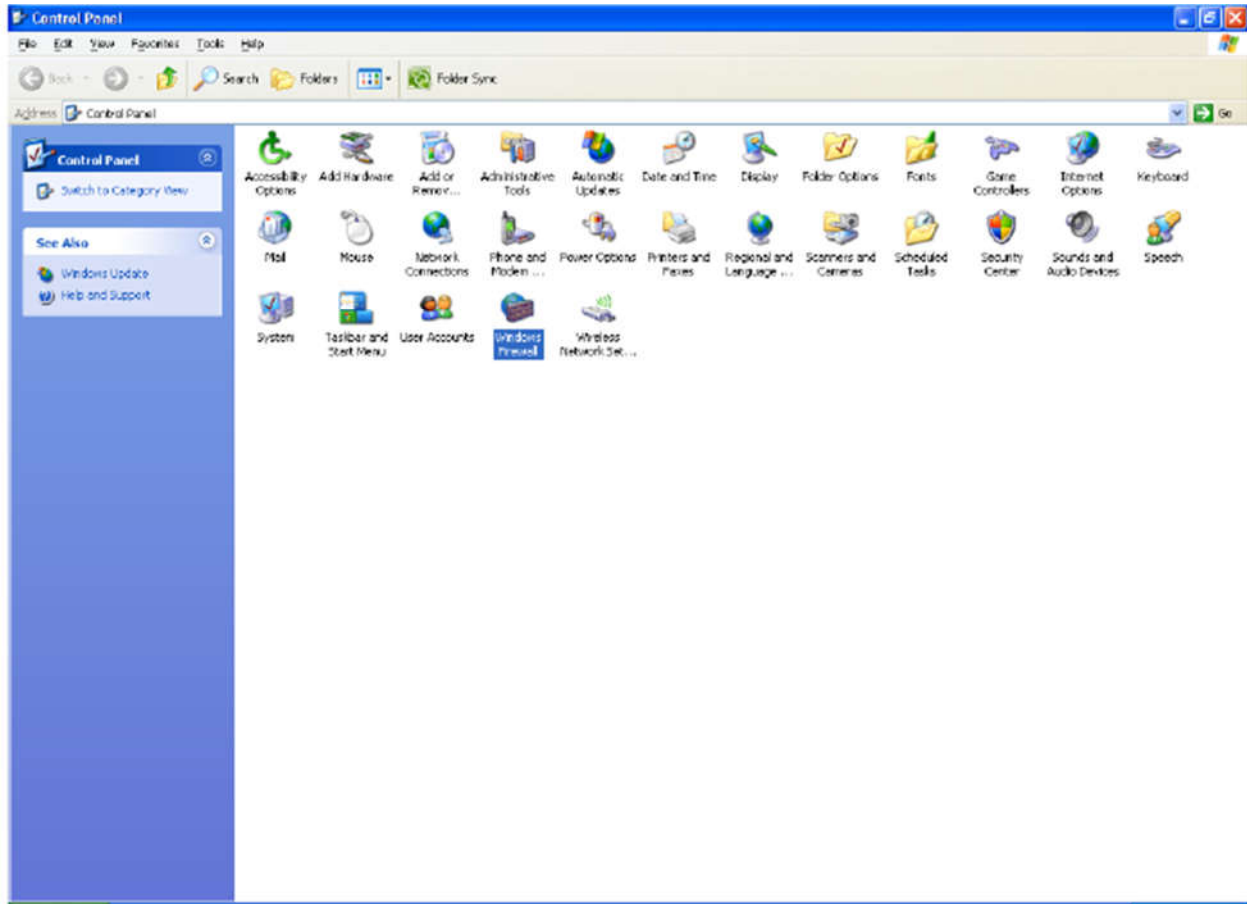 Control Panel
File Edit View Favorites Tools Help
Back Search Folders Folder Sync
Address Control Panel Go
Control Panel
Switch to Category View
See Also
Windows Update
Help and Support
Accessibility Options
Add Hardware
Add or Remov...
Administrative Tools
Automatic Updates
Date and Time
Display
Folder Options
Fonts
Game Controllers
Internet Options
Keyboard
Mail
Mouse
Network Connections
Phone and Modem ...
Power Options
Printers and Faxes
Regional and Language ...
Scanners and Cameras
Scheduled Tasks
Security Center
Sounds and Audio Devices
Speech
System
Taskbar and Start Menu
User Accounts
Windows Firewall
Wireless Network Set...